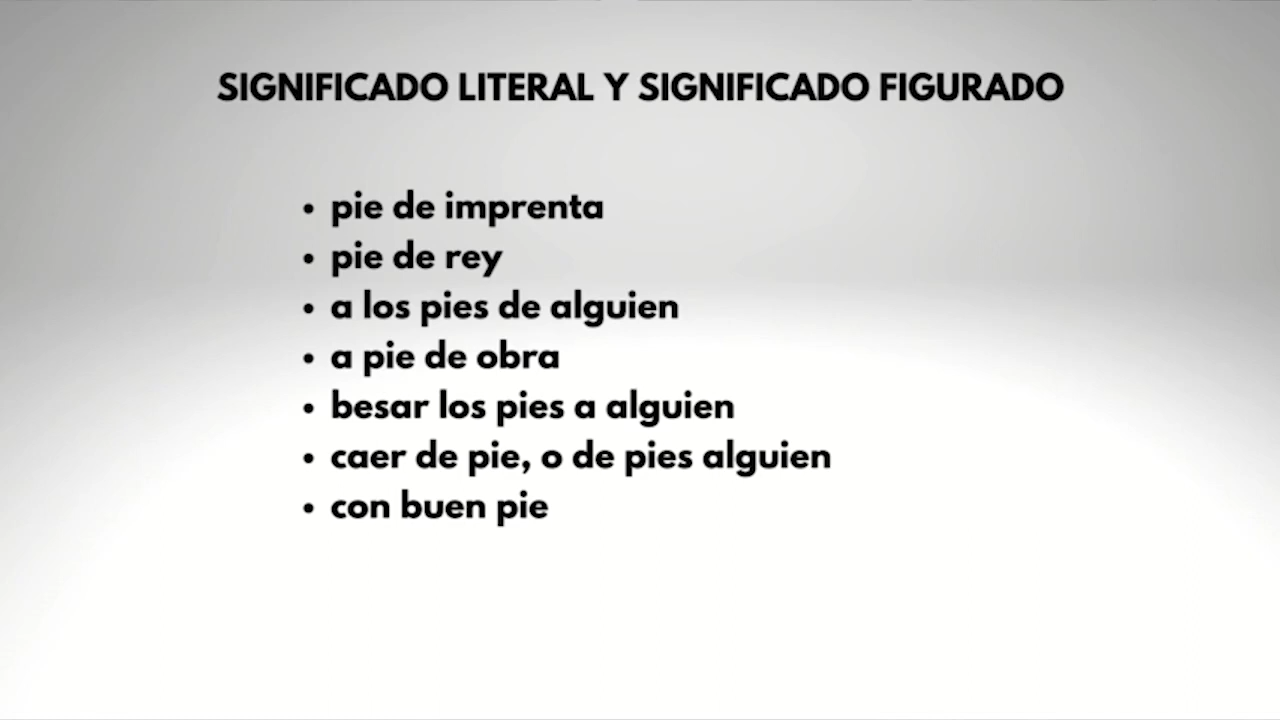 SIGNIFICADO LITERAL Y SIGNIFICADO FIGURADO
• pie de imprenta
• pie de rey
• a los pies de alguien
• a pie de obra
• besar los pies a alguien
• caer de pie, o de pies alguien
• con buen pie